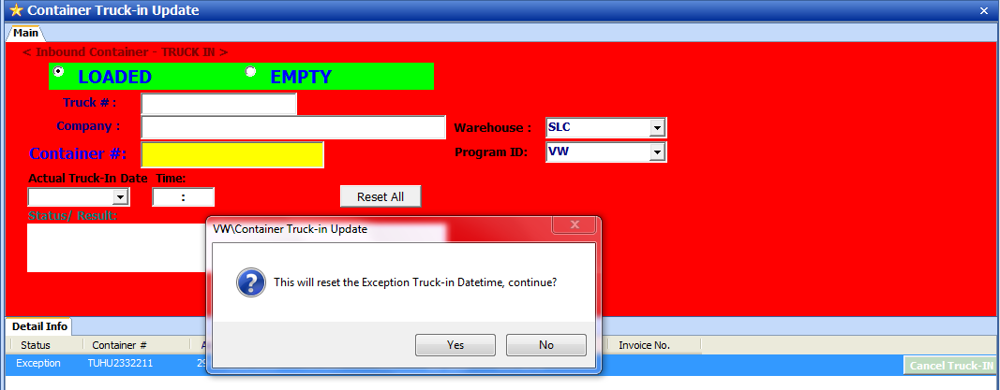 Container Truck-in Update
Main
< Inbound Container - TRUCK IN >
LOADED EMPTY
Truck # :
Company :
Warehouse : SLC
Container #:
Program ID: VW
Actual Truck-In Date Time:
:
Reset All
Status/ Result:
VW\Container Truck-in Update
This will reset the Exception Truck-in Datetime, continue?
Yes No
Detail Info
Status Container # Invoice No.
Exception TUHU2332211 Cancel Truck-IN